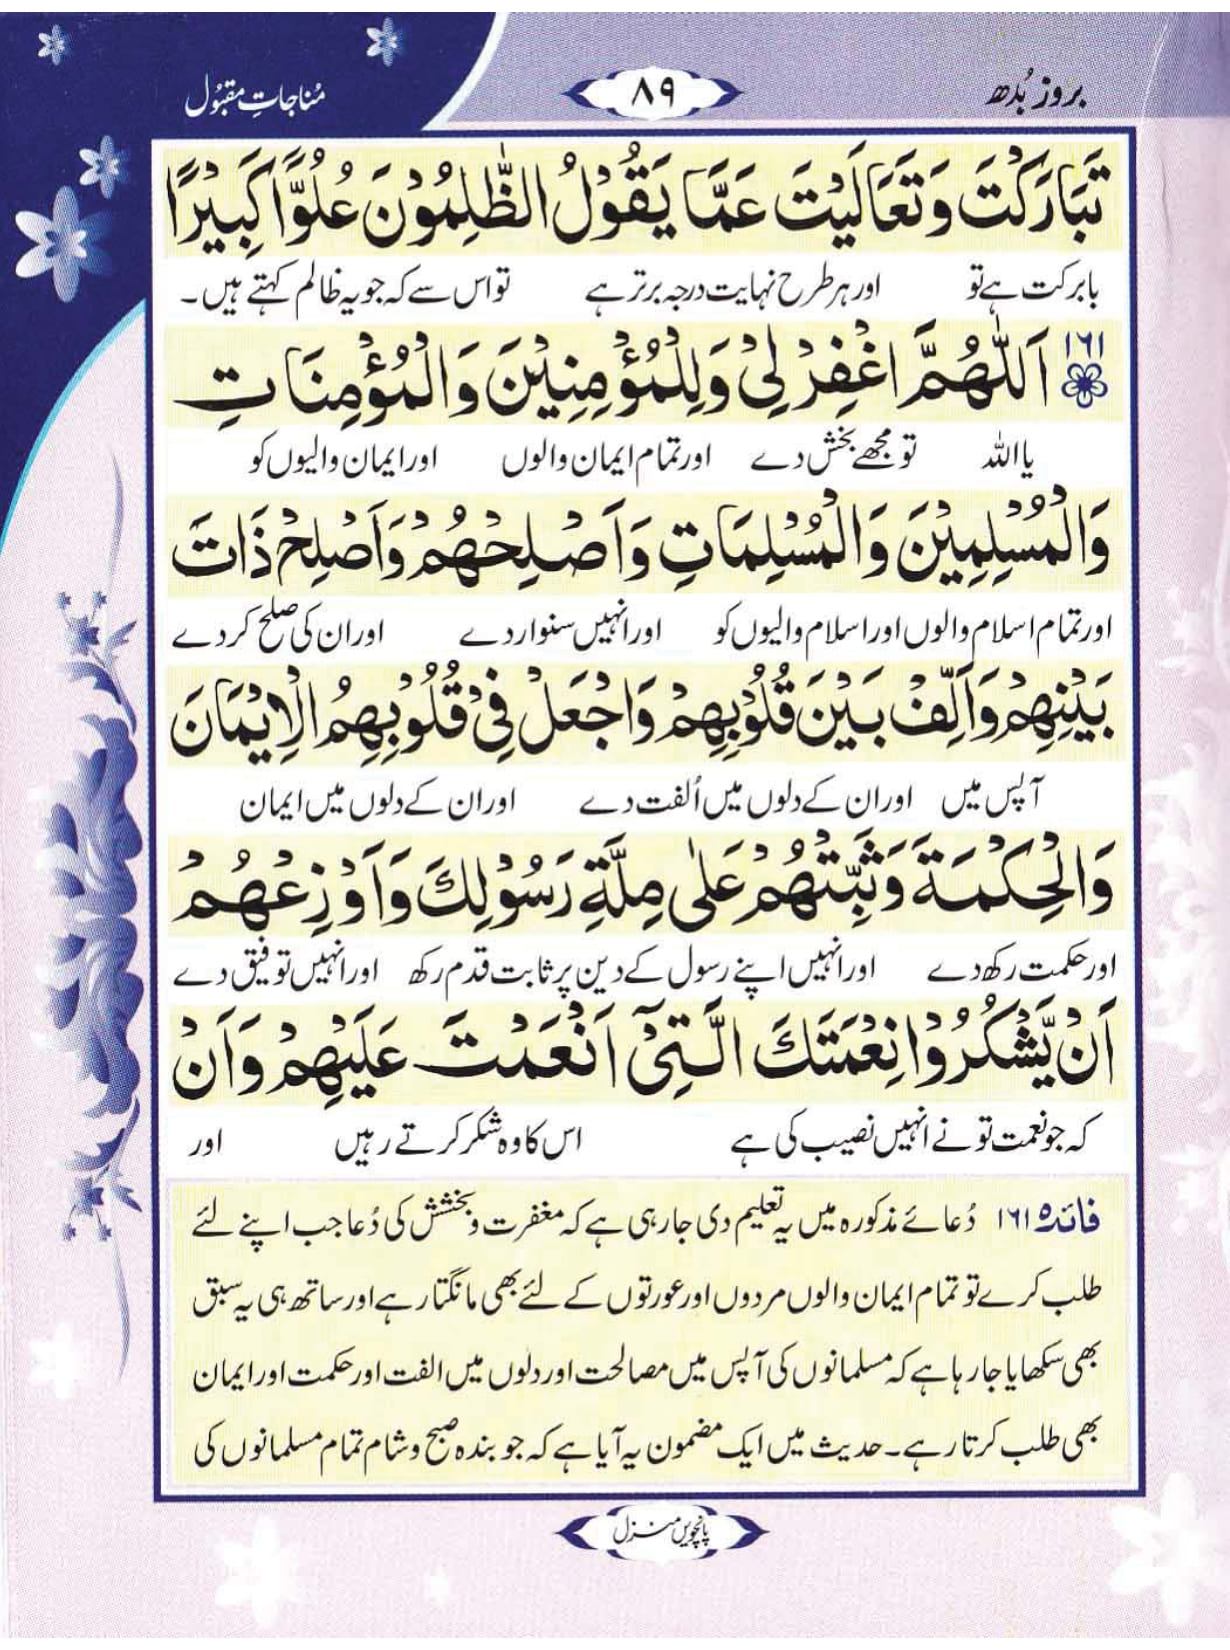 بروز بُدھ
۸۹
مُناجاتِ مقبُول
تَبَارَكْتَ وَتَعَالَيْتَ عَمَّا يَقُوْلُ الظّٰلِمُوْنَ عُلُوًّا كَبِيْرًا
بابرکت ہے تو اور ہر طرح نہایت درجہ برتر ہے تو اس سے کہ جو یہ ظالم کہتے ہیں۔
۱۶۱ اَللّٰهُمَّ اغْفِرْ لِيْ وَلِلْمُؤْمِنِيْنَ وَالْمُؤْمِنَاتِ
یا اللہ تو مجھے بخش دے اور تمام ایمان والوں اور ایمان والیوں کو
وَالْمُسْلِمِيْنَ وَالْمُسْلِمَاتِ وَاَصْلِحْهُمْ وَاَصْلِحْ ذَاتَ
اور تمام اسلام والوں اور اسلام والیوں کو اور انہیں سنوار دے اور ان کی صلح کر دے
بَيْنِهِمْ وَاَلِّفْ بَيْنَ قُلُوْبِهِمْ وَاجْعَلْ فِيْ قُلُوْبِهِمُ الْاِيْمَانَ
آپس میں اور ان کے دلوں میں اُلفت دے اور ان کے دلوں میں ایمان
وَالْحِكْمَةَ وَثَبِّتْهُمْ عَلٰى مِلَّةِ رَسُوْلِكَ وَاَوْزِعْهُمْ
اور حکمت رکھ دے اور انہیں اپنے رسول کے دین پر ثابت قدم رکھ اور انہیں توفیق دے
اَنْ يَّشْكُرُوْا نِعْمَتَكَ الَّتِيْٓ اَنْعَمْتَ عَلَيْهِمْ وَاَنْ
کہ جو نعمت تو نے انہیں نصیب کی ہے اس کا وہ شکر کرتے رہیں اور
فائدہ ۱۶۱ دُعائے مذکورہ میں یہ تعلیم دی جا رہی ہے کہ مغفرت و بخشش کی دُعا جب اپنے لئے
طلب کرے تو تمام ایمان والوں مردوں اور عورتوں کے لئے بھی مانگتا رہے اور ساتھ ہی یہ سبق
بھی سکھایا جا رہا ہے کہ مسلمانوں کی آپس میں مصالحت اور دلوں میں الفت اور حکمت اور ایمان
بھی طلب کرتا رہے۔ حدیث میں ایک مضمون یہ آیا ہے کہ جو بندہ صبح و شام تمام مسلمانوں کی
پانچویں منزل